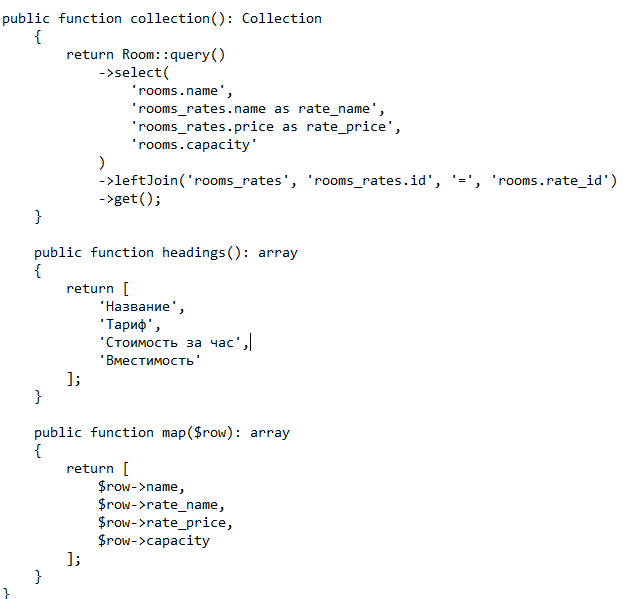 public function collection(): Collection
    {
        return Room::query()
            ->select(
                'rooms.name',
                'rooms_rates.name as rate_name',
                'rooms_rates.price as rate_price',
                'rooms.capacity'
            )
            ->leftJoin('rooms_rates', 'rooms_rates.id', '=', 'rooms.rate_id')
            ->get();
    }

    public function headings(): array
    {
        return [
            'Название',
            'Тариф',
            'Стоимость за час',
            'Вместимость'
        ];
    }

    public function map($row): array
    {
        return [
            $row->name,
            $row->rate_name,
            $row->rate_price,
            $row->capacity
        ];
    }
}